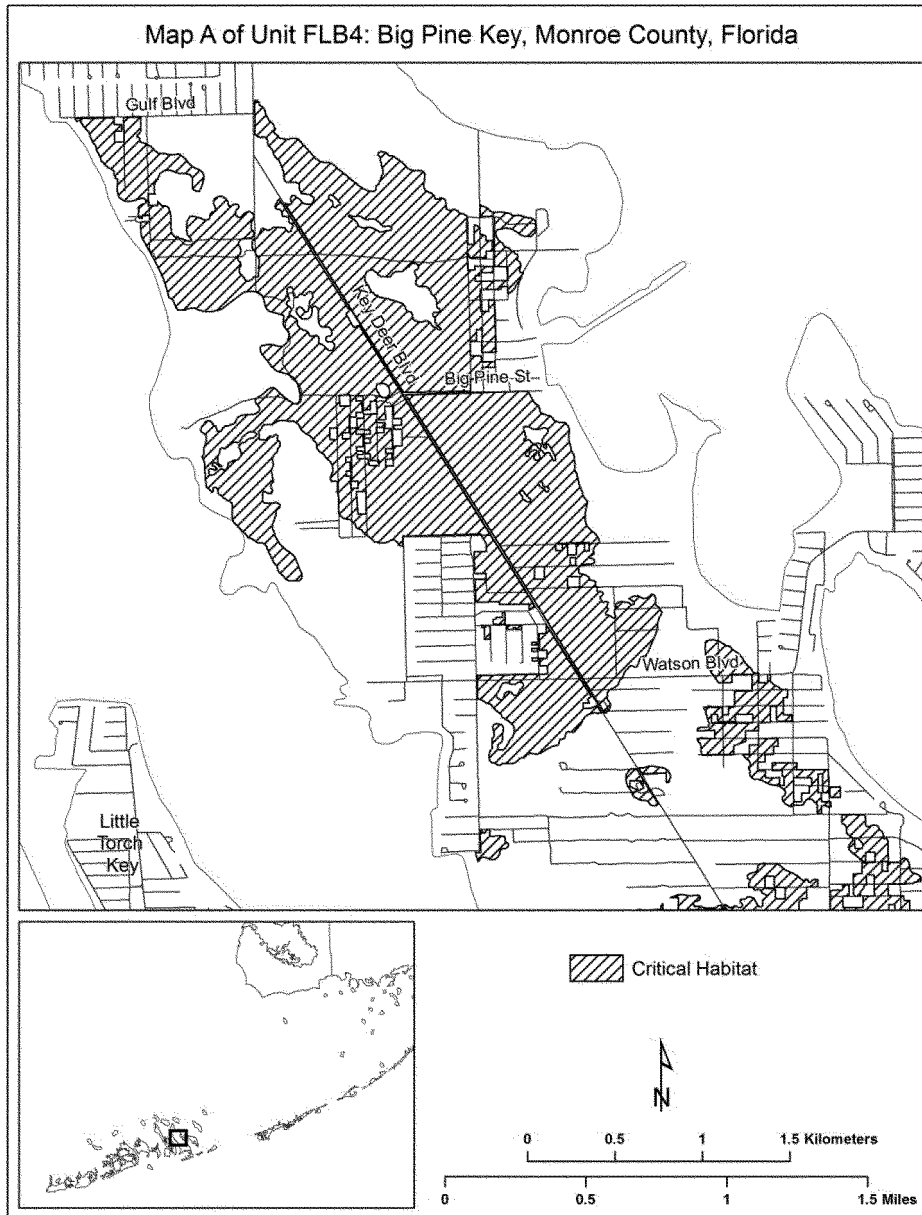 Map A of Unit FLB4: Big Pine Key, Monroe County, Florida
Gulf Blvd
Key Deer Blvd
Big Pine St
Watson Blvd
Little
Torch
Key
Critical Habitat
N
0 0.5 1 1.5 Kilometers
0 0.5 1 1.5 Miles